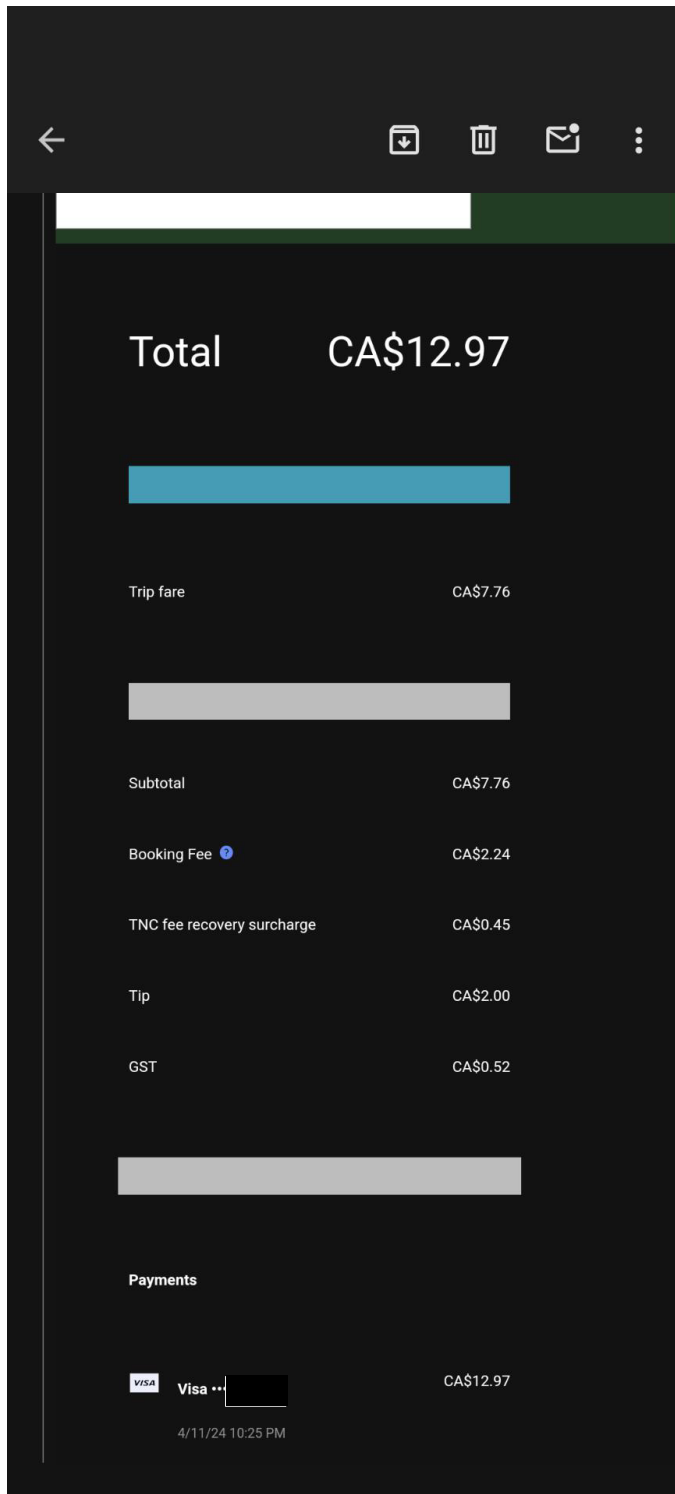 Total CA$12.97
Trip fare CA$7.76
Subtotal CA$7.76
Booking Fee ? CA$2.24
TNC fee recovery surcharge CA$0.45
Tip CA$2.00
GST CA$0.52
Payments
VISA Visa ••• CA$12.97
4/11/24 10:25 PM